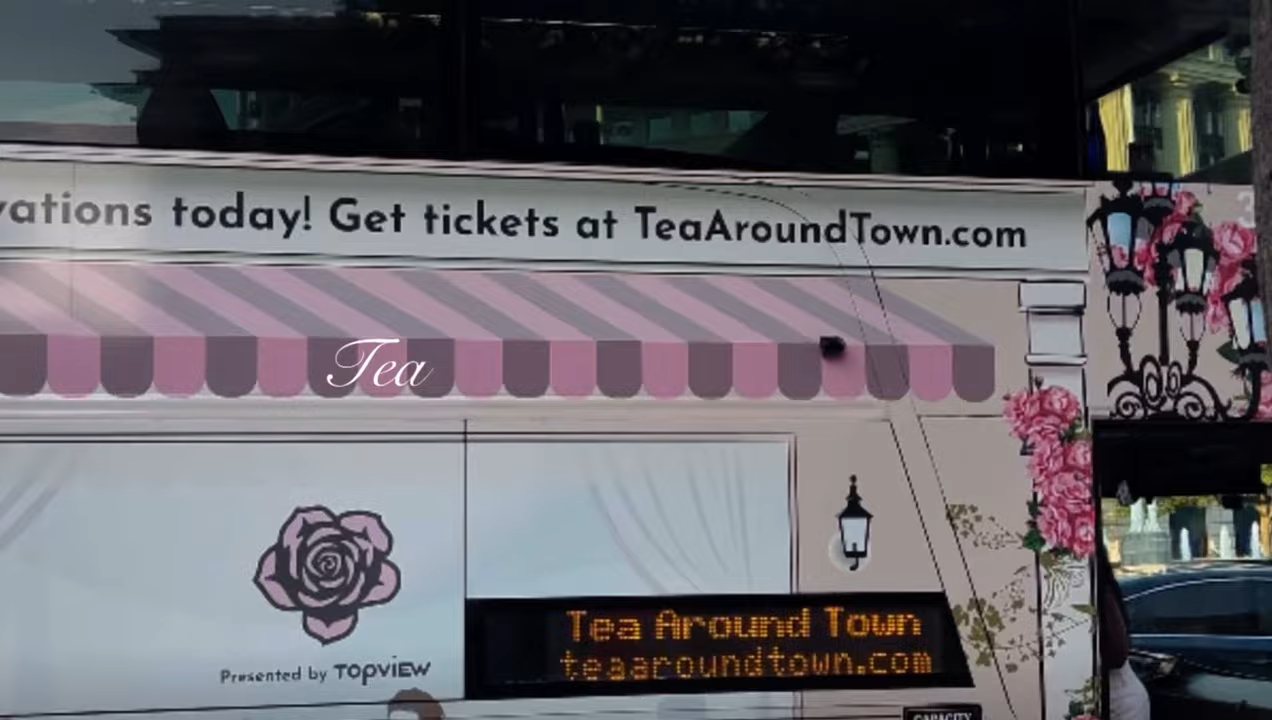 vations today! Get tickets at TeaAroundTown.com
Tea
Presented by TOPVIEW
Tea Around Town
teaaroundtown.com
CAPACITY